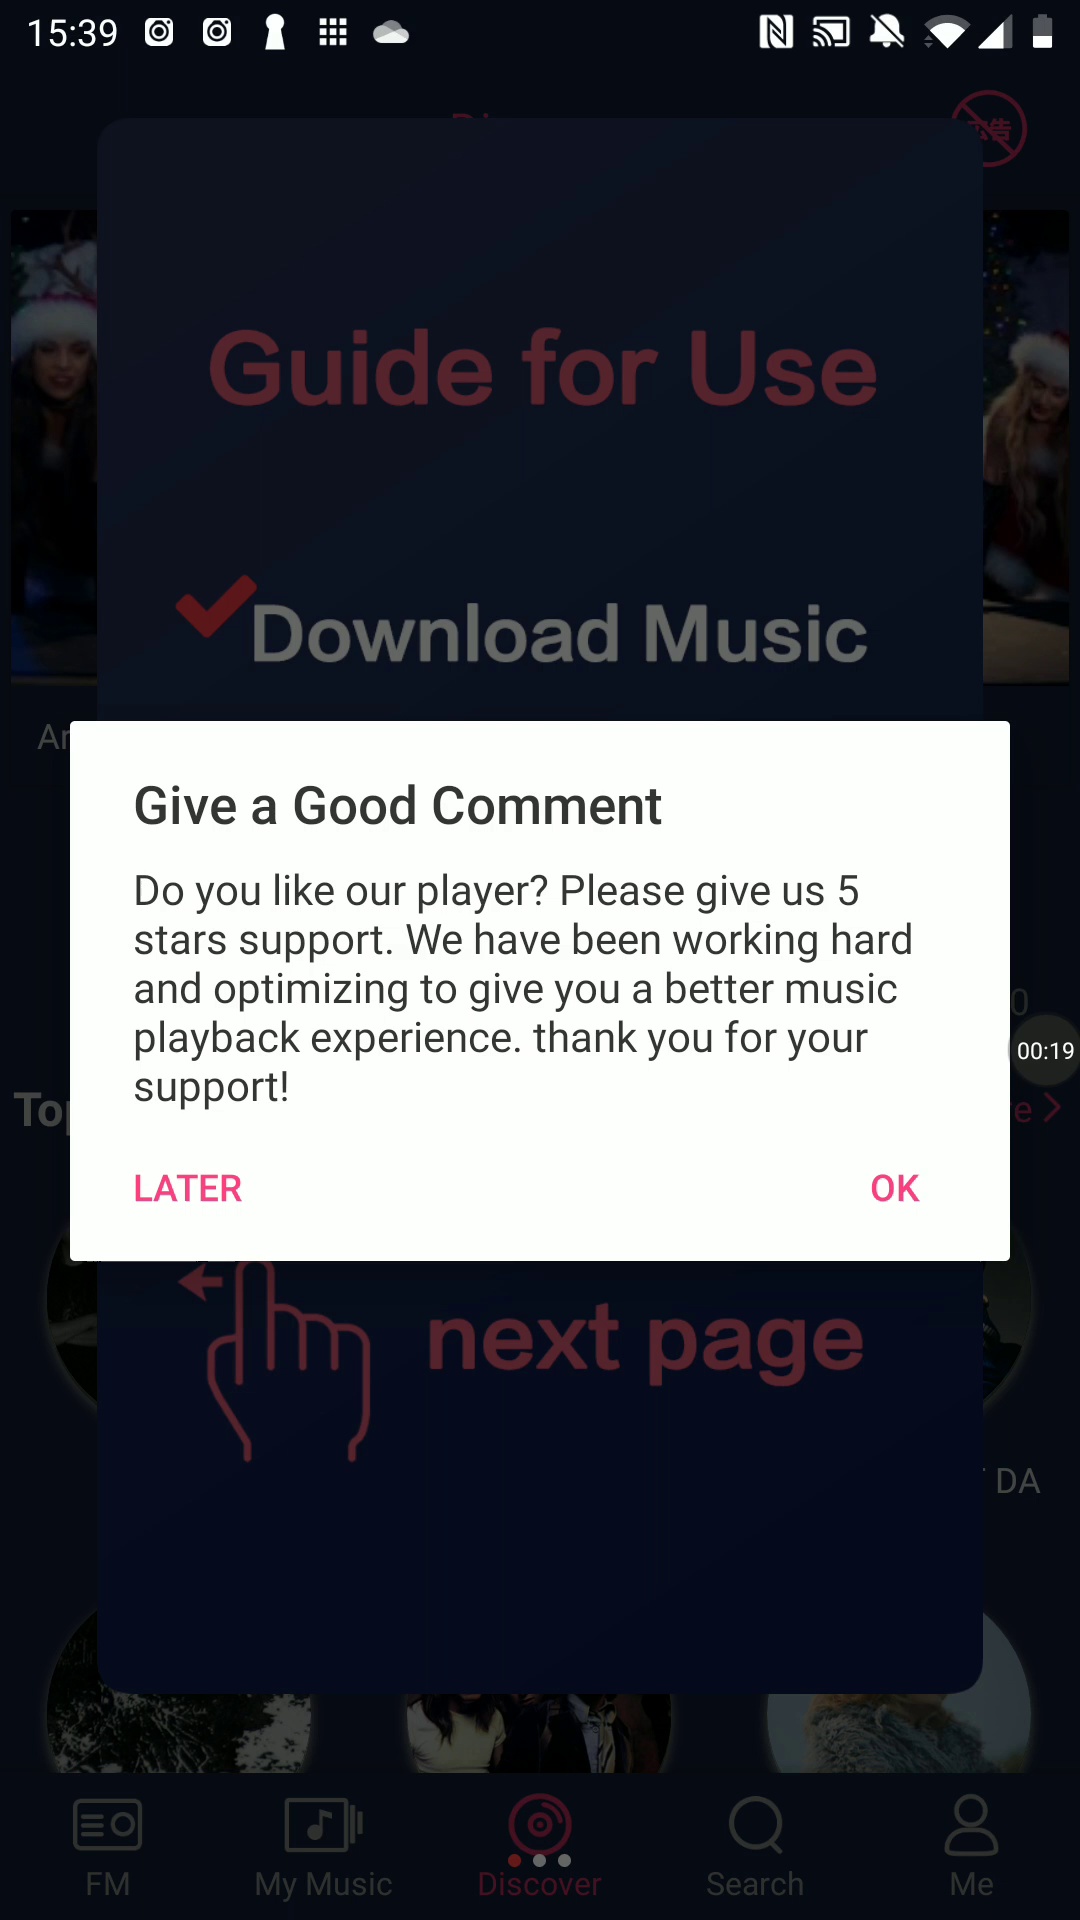 15:39
Guide for Use
Download Music
Give a Good Comment
Do you like our player? Please give us 5
stars support. We have been working hard
and optimizing to give you a better music
playback experience. thank you for your
support!
00:19
LATER
OK
next page
DA
FM
My Music
Discover
Search
Me